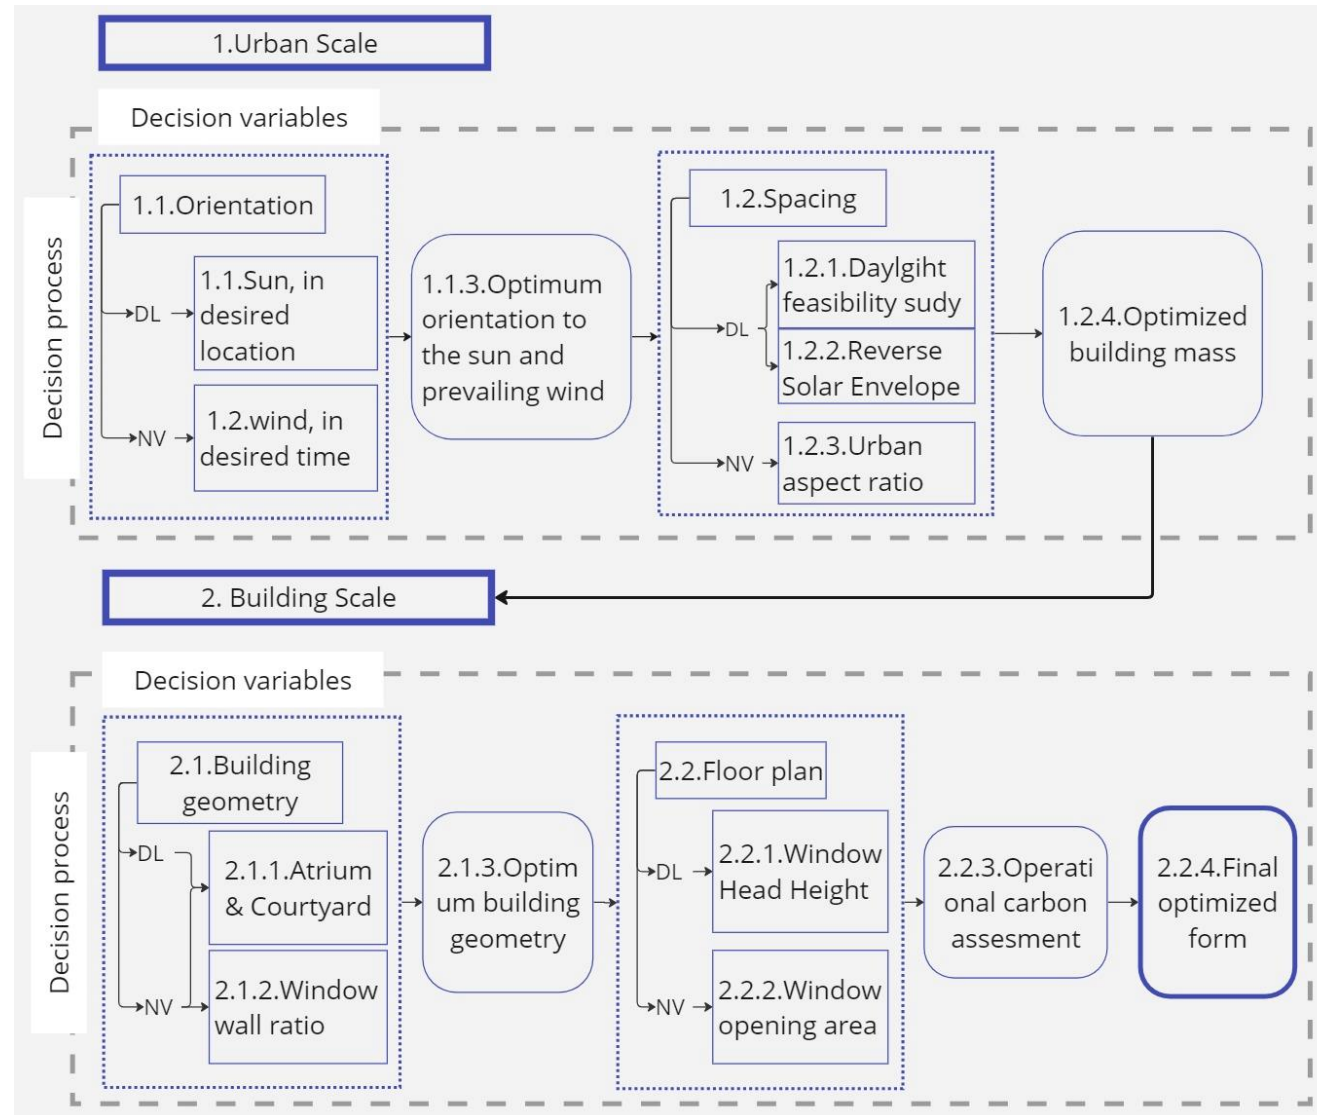 1.Urban Scale
Decision variables
Decision process
1.1.Orientation
DL
1.1.Sun, in
desired
location
NV
1.2.wind, in
desired time
1.1.3.Optimum
orientation to
the sun and
prevailing wind
1.2.Spacing
DL
1.2.1.Daylgiht
feasibility sudy
1.2.2.Reverse
Solar Envelope
NV
1.2.3.Urban
aspect ratio
1.2.4.Optimized
building mass
2. Building Scale
Decision variables
Decision process
2.1.Building
geometry
DL
2.1.1.Atrium
& Courtyard
NV
2.1.2.Window
wall ratio
2.1.3.Optim
um building
geometry
2.2.Floor plan
DL
2.2.1.Window
Head Height
NV
2.2.2.Window
opening area
2.2.3.Operati
onal carbon
assesment
2.2.4.Final
optimized
form